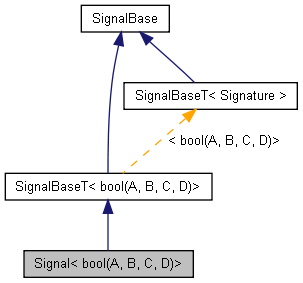 SignalBase
SignalBaseT< Signature >
< bool(A, B, C, D)>
SignalBaseT< bool(A, B, C, D)>
Signal< bool(A, B, C, D)>